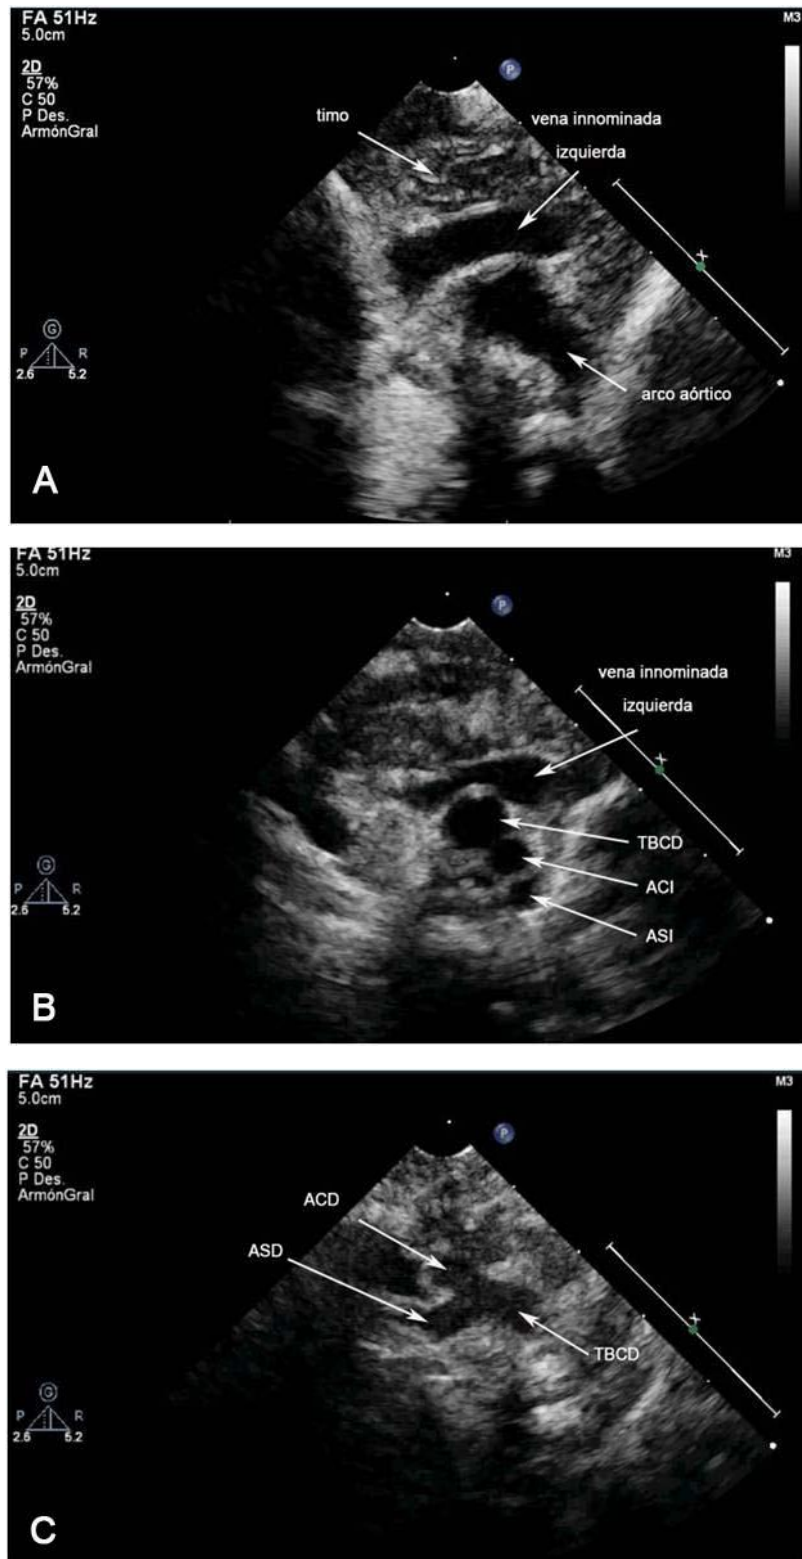 FA 51Hz
5.0cm
M3
2D
57%
C 50
P Des.
ArmónGral
P
timo
vena innominada
izquierda
arco aórtico
G
P R
2.6 5.2
A
FA 51Hz
5.0cm
M3
2D
57%
C 50
P Des.
ArmónGral
P
vena innominada
izquierda
TBCD
ACI
ASI
G
P R
2.6 5.2
B
FA 51Hz
5.0cm
M3
2D
57%
C 50
P Des.
ArmónGral
P
ACD
ASD
TBCD
G
P R
2.6 5.2
C